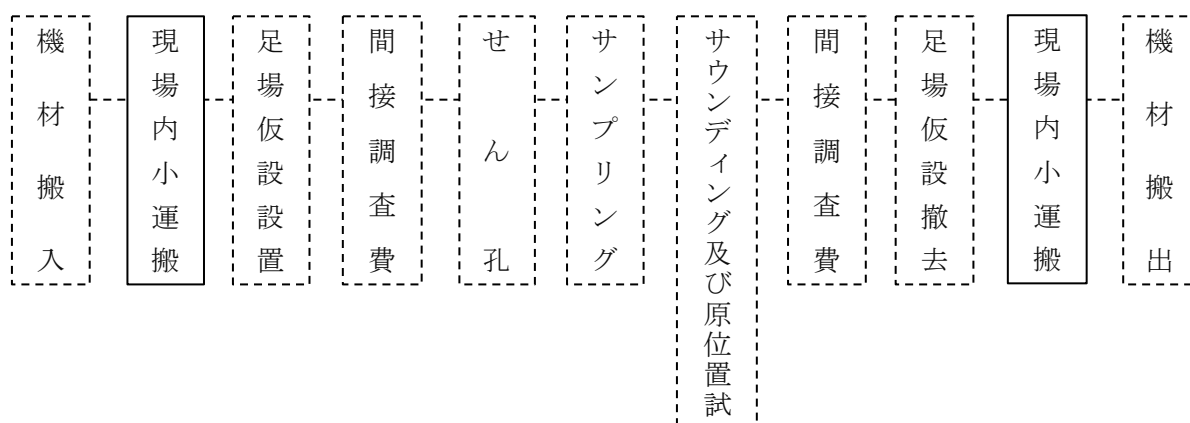 機材搬入
現場内小運搬
足場仮設設置
間接調査費
せん孔
サンプリング
サウンディング及び原位置試
間接調査費
足場仮設撤去
現場内小運搬
機材搬出